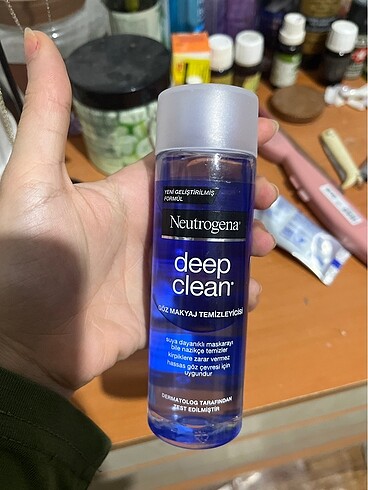 YENİ GELİŞTİRİLMİŞ
FORMÜL
Neutrogena®
deep
clean®
GÖZ MAKYAJ TEMİZLEYİCİSİ
suya dayanıklı maskarayı
bile nazikçe temizler
kirpiklere zarar vermez
hassas göz çevresi için
uygundur
DERMATOLOG TARAFINDAN
TEST EDİLMİŞTİR